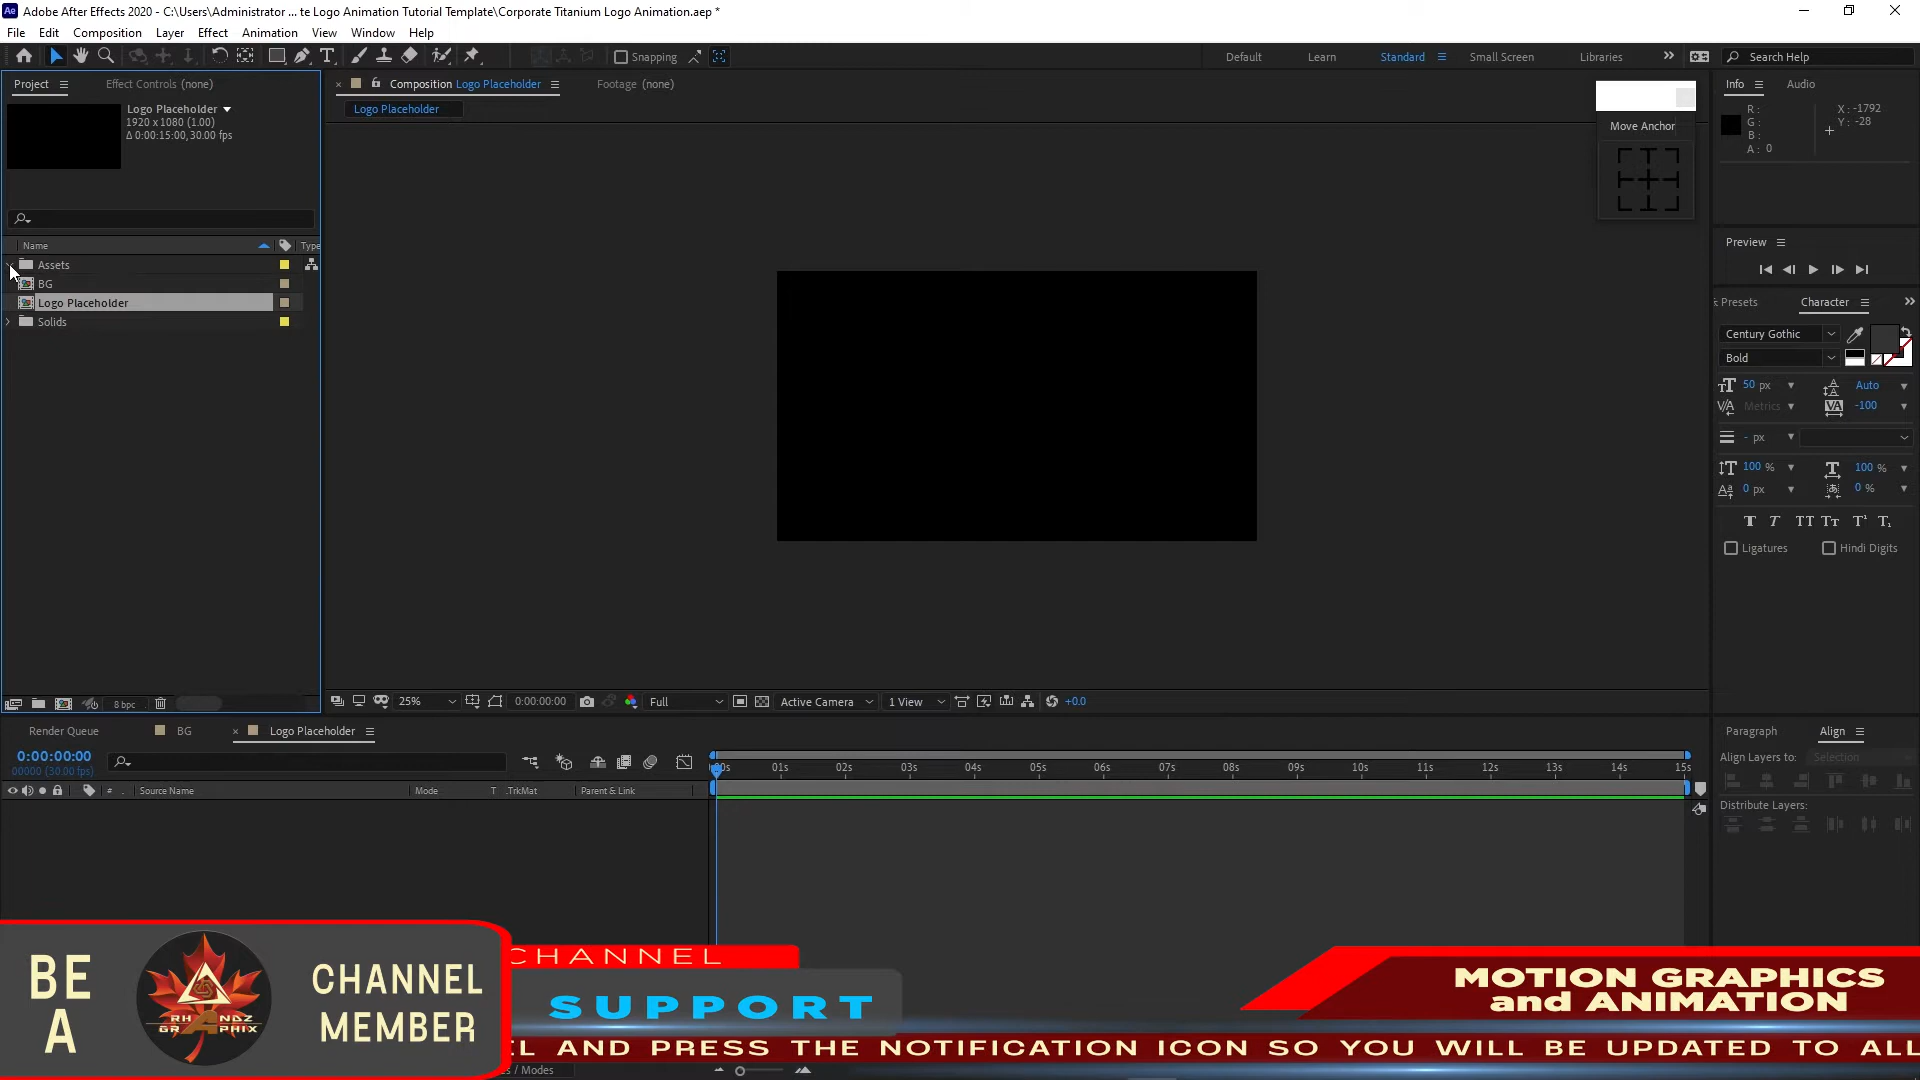 Adobe After Effects 2020 - C:\Users\Administrator ... te Logo Animation Tutorial Template\Corporate Titanium Logo Animation.aep *
File Edit Composition Layer Effect Animation View Window Help
Snapping
Default Learn Standard Small Screen Libraries Search Help
Project Effect Controls (none)
Composition Logo Placeholder Footage (none)
Info Audio
Logo Placeholder
1920 x 1080 (1.00)
Δ 0:00:15:00, 30.00 fps
Logo Placeholder
Move Anchor
R : X : -1792
G : Y : -28
B :
A : 0
Name Type
Assets
BG
Logo Placeholder
Solids
Preview
Presets Character
Century Gothic
Bold
50 px Auto
Metrics -100
- px
100 % 100 %
0 px 0 %
Ligatures Hindi Digits
8 bpc
25% 0:00:00:00 Full Active Camera 1 View +0.0
Render Queue BG Logo Placeholder
Paragraph Align
0:00:00:00
00000 (30.00 fps)
Align Layers to: Selection
01s 02s 03s 04s 05s 06s 07s 08s 09s 10s 11s 12s 13s 14s 15s
# Source Name Mode T .TrkMat Parent & Link
Distribute Layers:
BE
A
RHANDZ
GRAPHIX
CHANNEL
MEMBER
CHANNEL
SUPPORT
MOTION GRAPHICS
and ANIMATION
EL AND PRESS THE NOTIFICATION ICON SO YOU WILL BE UPDATED TO ALL
es / Modes